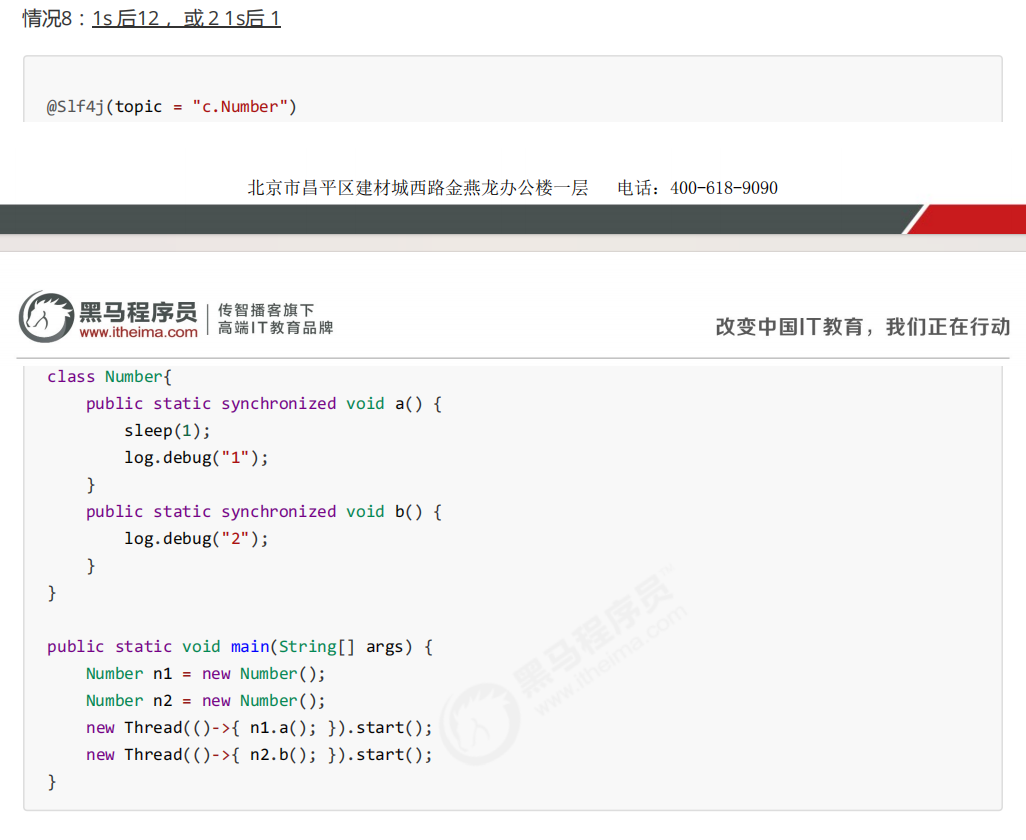 情况8：1s 后12， 或 2 1s后 1
@Slf4j(topic = "c.Number")
北京市昌平区建材城西路金燕龙办公楼一层 电话：400-618-9090
黑马程序员
www.itheima.com
传智播客旗下
高端IT教育品牌
改变中国IT教育，我们正在行动
class Number{
    public static synchronized void a() {
        sleep(1);
        log.debug("1");
    }
    public static synchronized void b() {
        log.debug("2");
    }
}
public static void main(String[] args) {
    Number n1 = new Number();
    Number n2 = new Number();
    new Thread(()->{ n1.a(); }).start();
    new Thread(()->{ n2.b(); }).start();
}
黑马程序员™
www.itheima.com